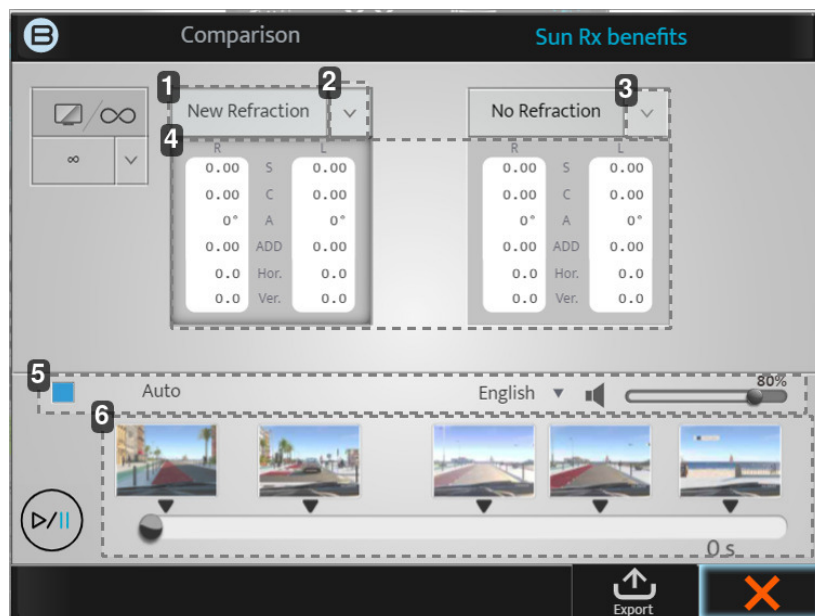 B Comparison Sun Rx benefits
1 2 3
New Refraction No Refraction
∞
4
R L R L
0.00 S 0.00 0.00 S 0.00
0.00 C 0.00 0.00 C 0.00
0° A 0° 0° A 0°
0.00 ADD 0.00 0.00 ADD 0.00
0.0 Hor. 0.0 0.0 Hor. 0.0
0.0 Ver. 0.0 0.0 Ver. 0.0
5
Auto English 80%
6
0 s
Export